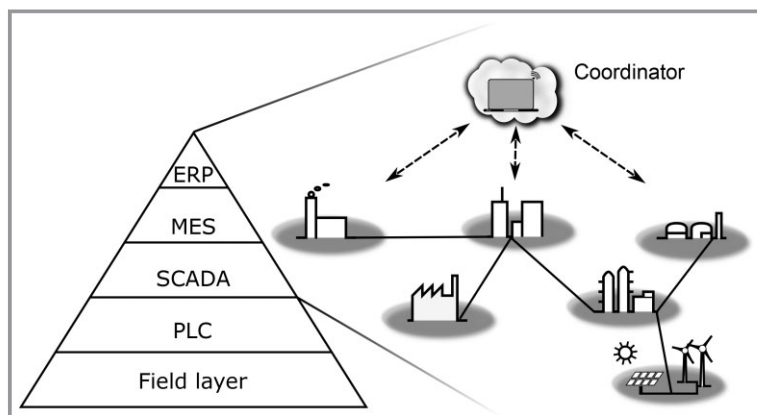 Coordinator
ERP
MES
SCADA
PLC
Field layer